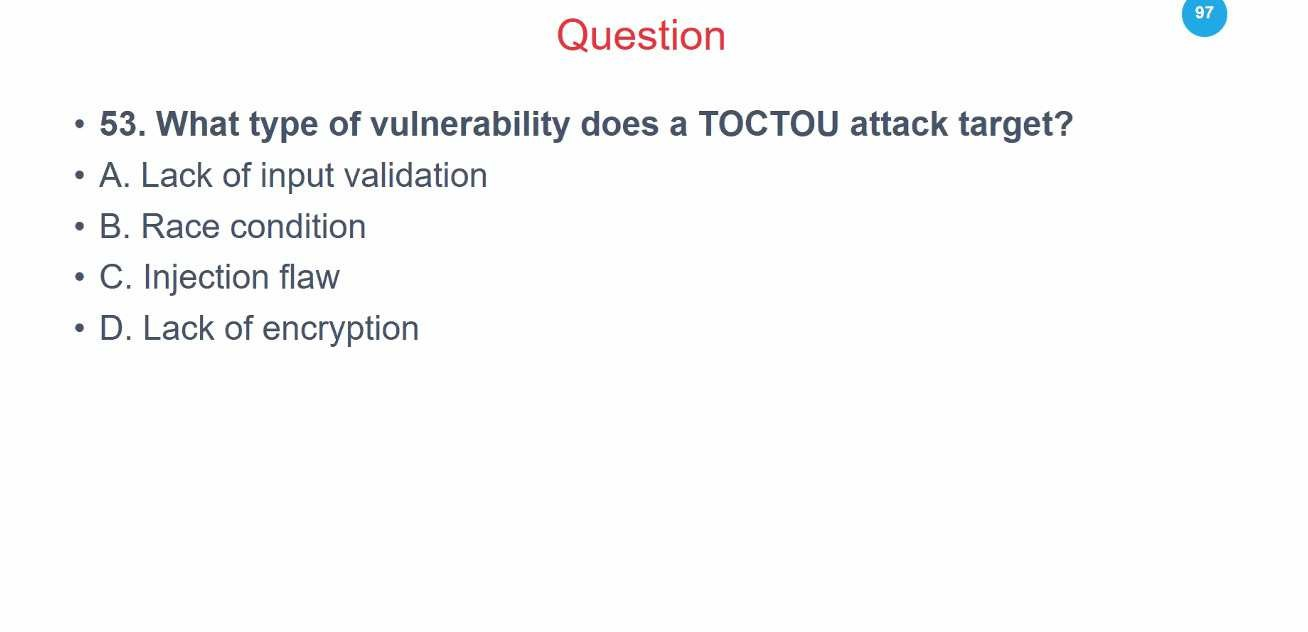 Question
97
• 53. What type of vulnerability does a TOCTOU attack target?
• A. Lack of input validation
• B. Race condition
• C. Injection flaw
• D. Lack of encryption